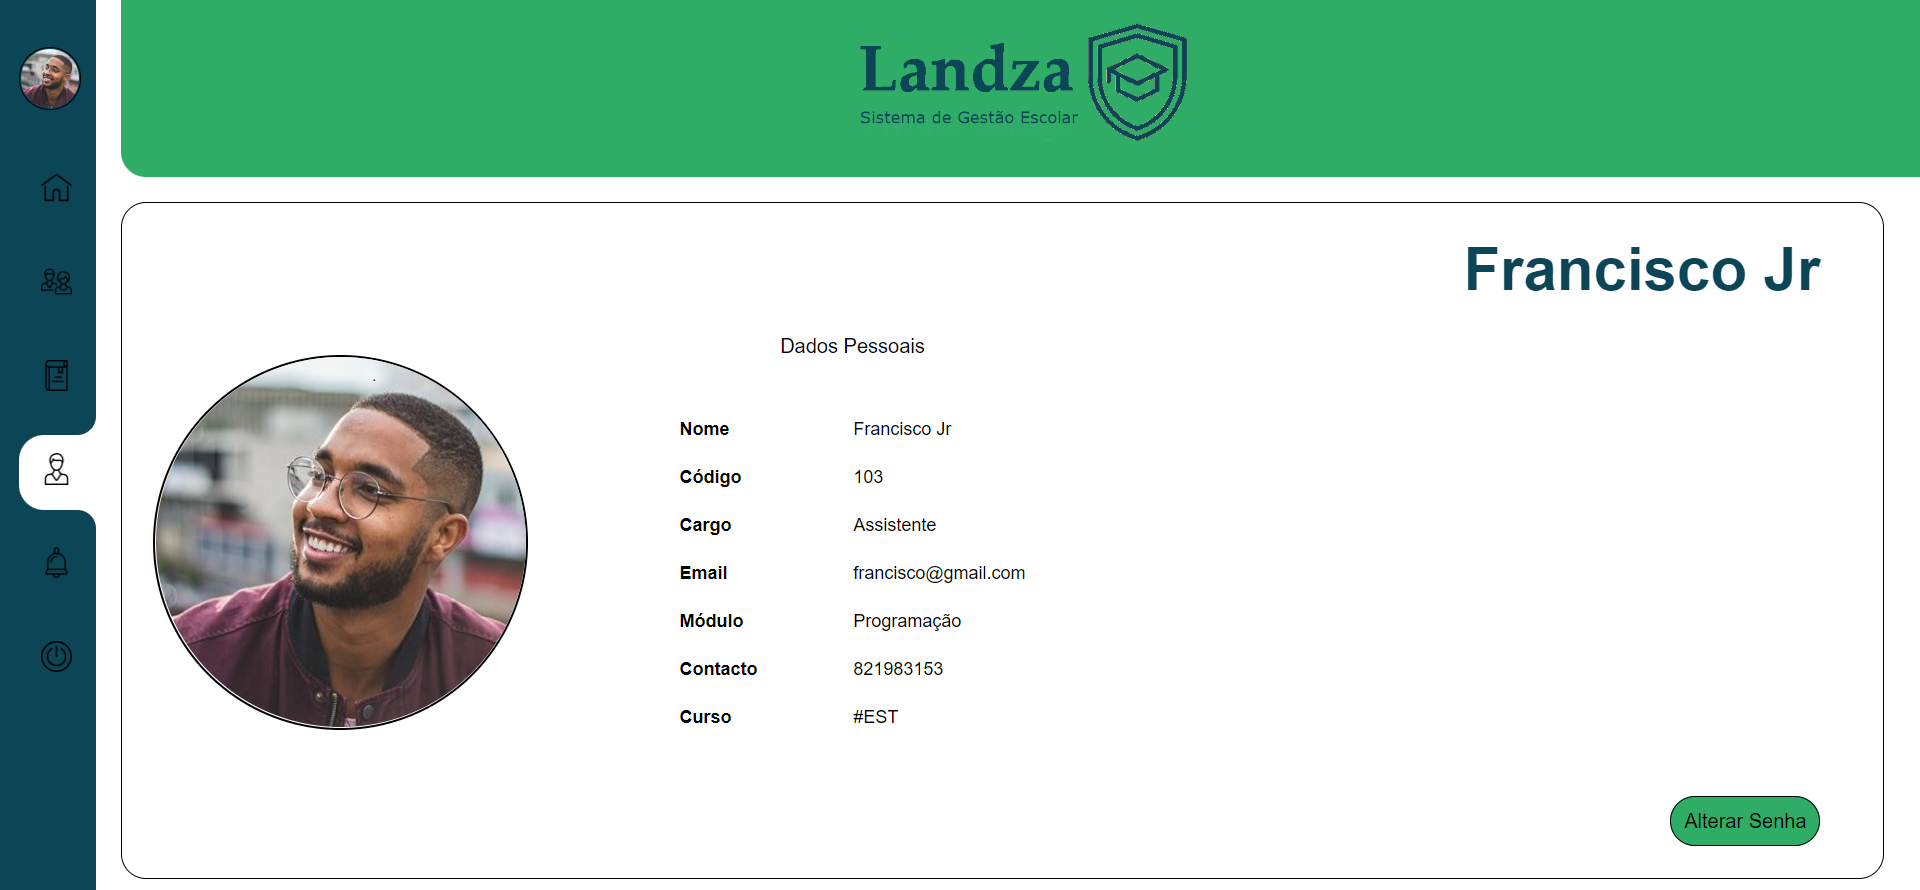 Landza
Sistema de Gestão Escolar
Francisco Jr
Dados Pessoais
Nome Francisco Jr
Código 103
Cargo Assistente
Email francisco@gmail.com
Módulo Programação
Contacto 821983153
Curso #EST
Alterar Senha